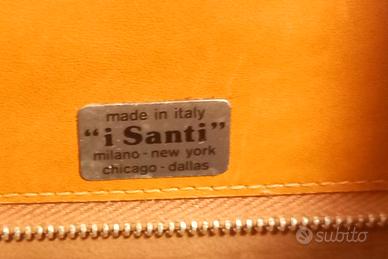 made in italy
"i Santi"
milano - new york
chicago - dallas
subito